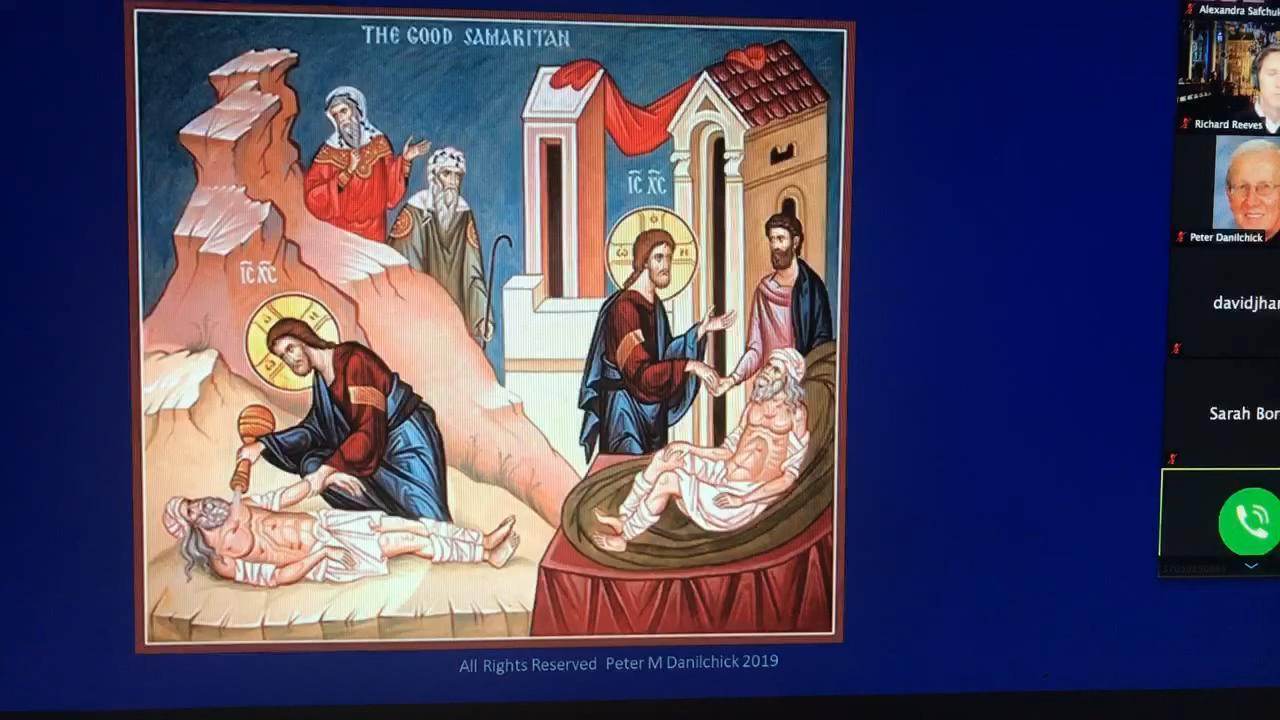 THE GOOD SAMARITAN
IC XC
IC XC
All Rights Reserved Peter M Danilchick 2019
Alexandra Safchuk
Richard Reeves
Peter Danilchick
davidjha
Sarah Bor